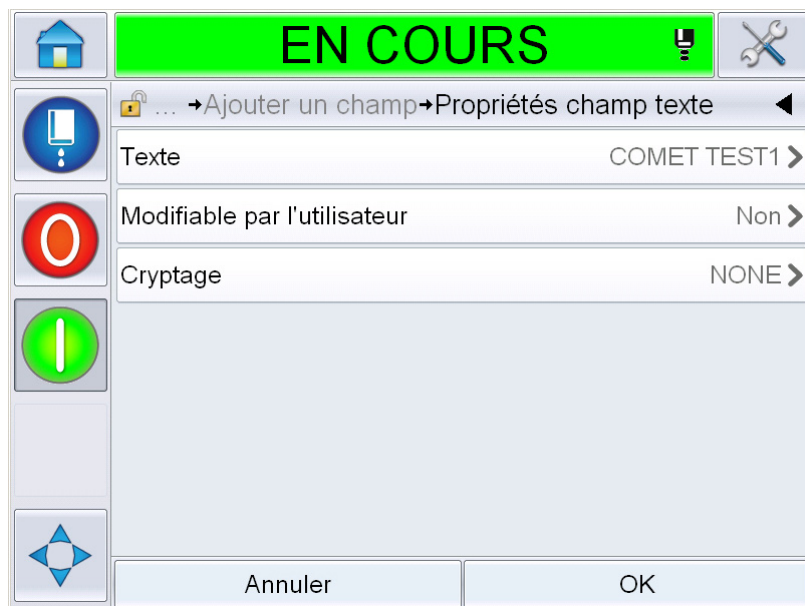 EN COURS
... →Ajouter un champ→Propriétés champ texte
Texte COMET TEST1
Modifiable par l'utilisateur Non
Cryptage NONE
Annuler OK